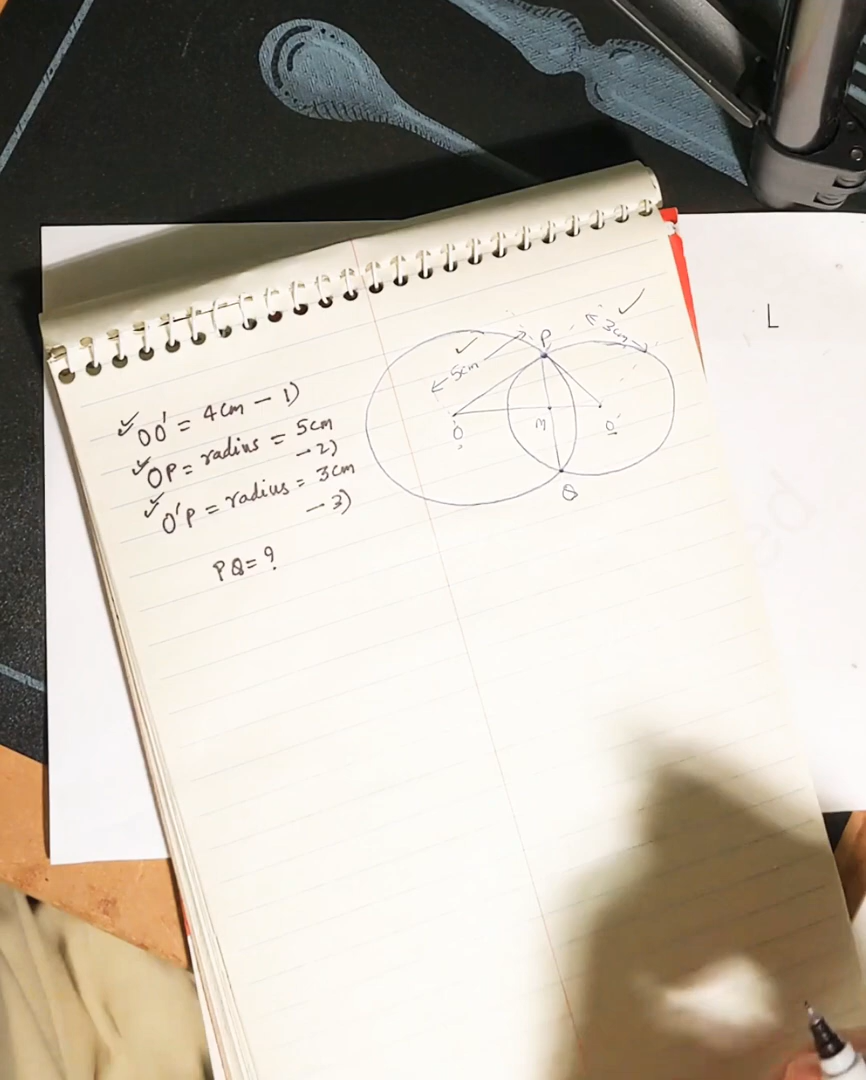 OO' = 4cm - 1)
OP = radius = 5cm
- 2)
O'P = radius = 3cm
- 3)
PQ = ?
P
3cm
5cm
O
M
O'
Q
L